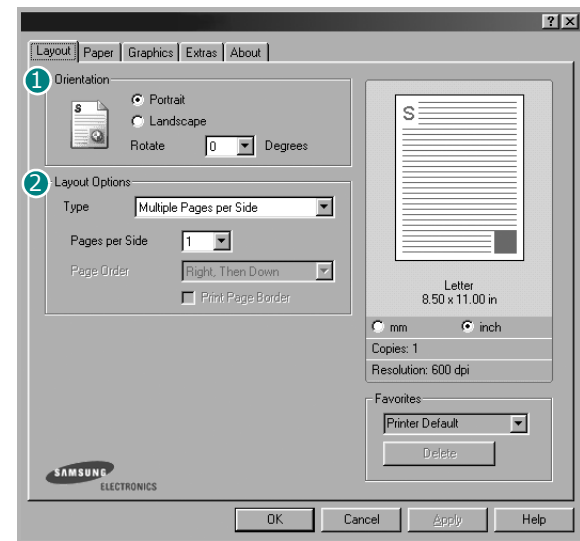 ? X
Layout Paper Graphics Extras About
1 Orientation
S
Portrait
Landscape
Rotate 0 Degrees
2 Layout Options
Type Multiple Pages per Side
Pages per Side 1
Page Order Right, Then Down
Print Page Border
S
Letter
8.50 x 11.00 in
mm inch
Copies: 1
Resolution: 600 dpi
Favorites
Printer Default
Delete
SAMSUNG
ELECTRONICS
OK Cancel Apply Help